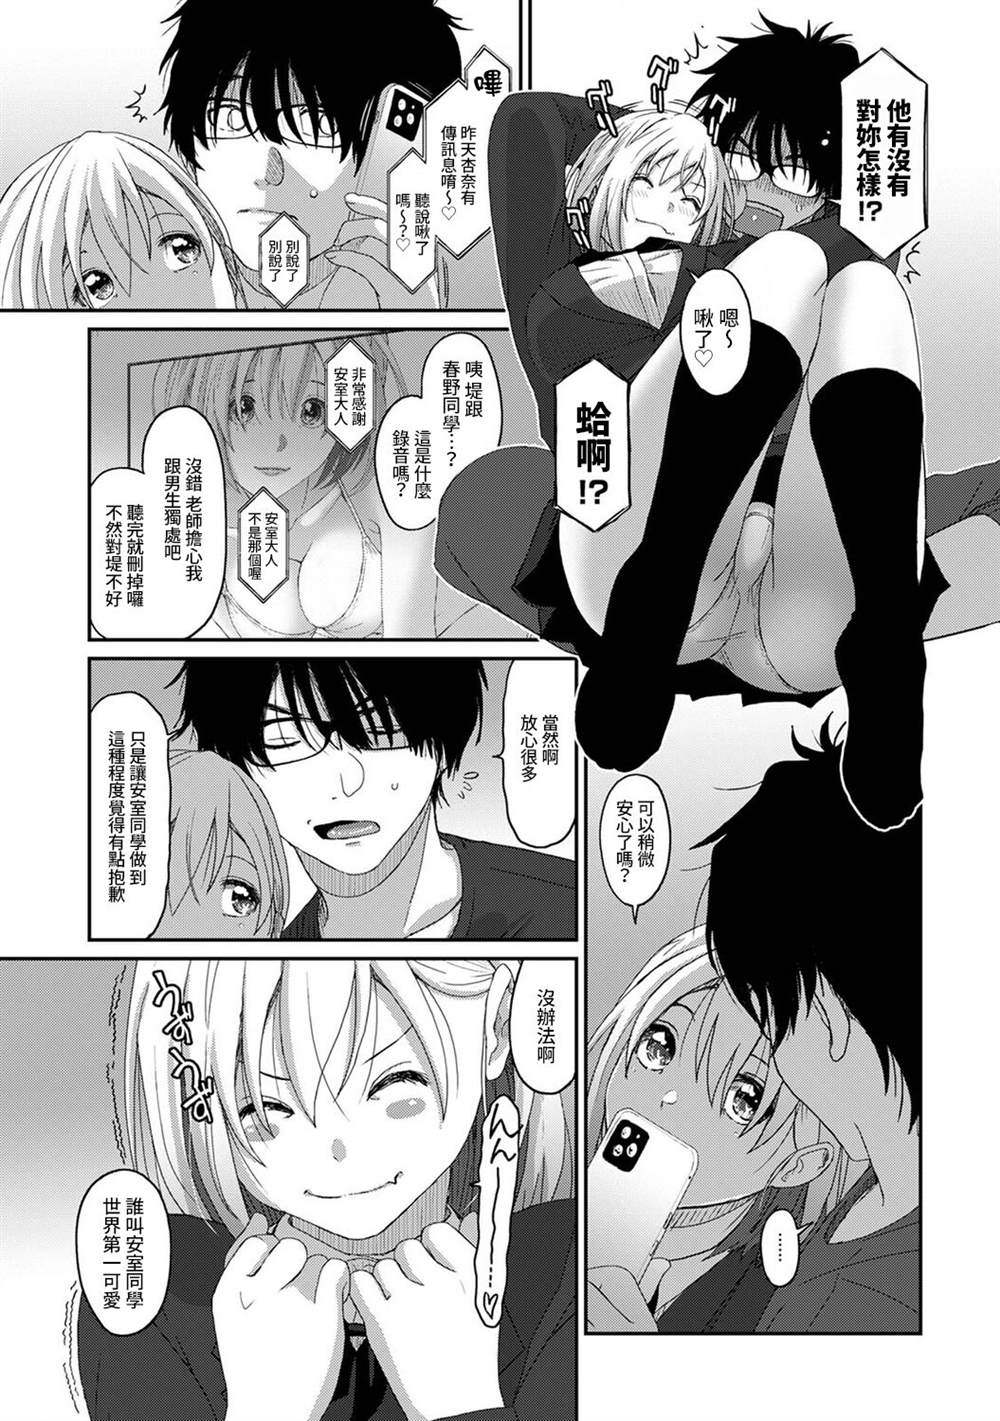 他有沒有
對妳怎樣!?
嗯～
啾了♡
蛤啊!?
嗶
昨天杏奈有
傳訊息唷～♡
聽說啾了
嗎～？♡
別說了
別說了
咦 堤跟
春野同學…？
這是什麼
錄音嗎？
非常感謝
安室大人
安室大人
不是那個喔
沒錯 老師擔心我
跟男生獨處吧
聽完就刪掉囉
不然對堤不好
可以稍微
安心了嗎？
……
當然啊
放心很多
只是讓安室同學做到
這種程度覺得有點抱歉
沒辦法啊
んんーー…♡
誰叫安室同學
世界第一可愛